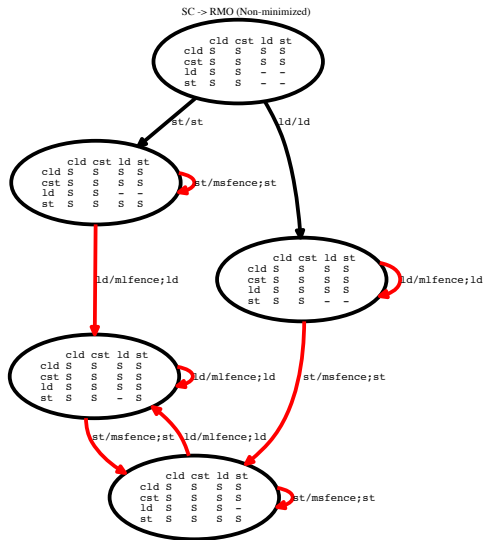 SC -> RMO (Non-minimized)
cld cst ld st
cld S S S S
cst S S S S
ld S S - -
st S S - -
st/st
ld/ld
cld cst ld st
cld S S S S
cst S S S S
ld S S - -
st S S S S
st/msfence;st
cld cst ld st
cld S S S S
cst S S S S
ld S S S S
st S S - -
ld/mlfence;ld
ld/mlfence;ld
cld cst ld st
cld S S S S
cst S S S S
ld S S S S
st S S - S
ld/mlfence;ld
st/msfence;st
st/msfence;st
ld/mlfence;ld
cld cst ld st
cld S S S S
cst S S S S
ld S S S -
st S S S S
st/msfence;st